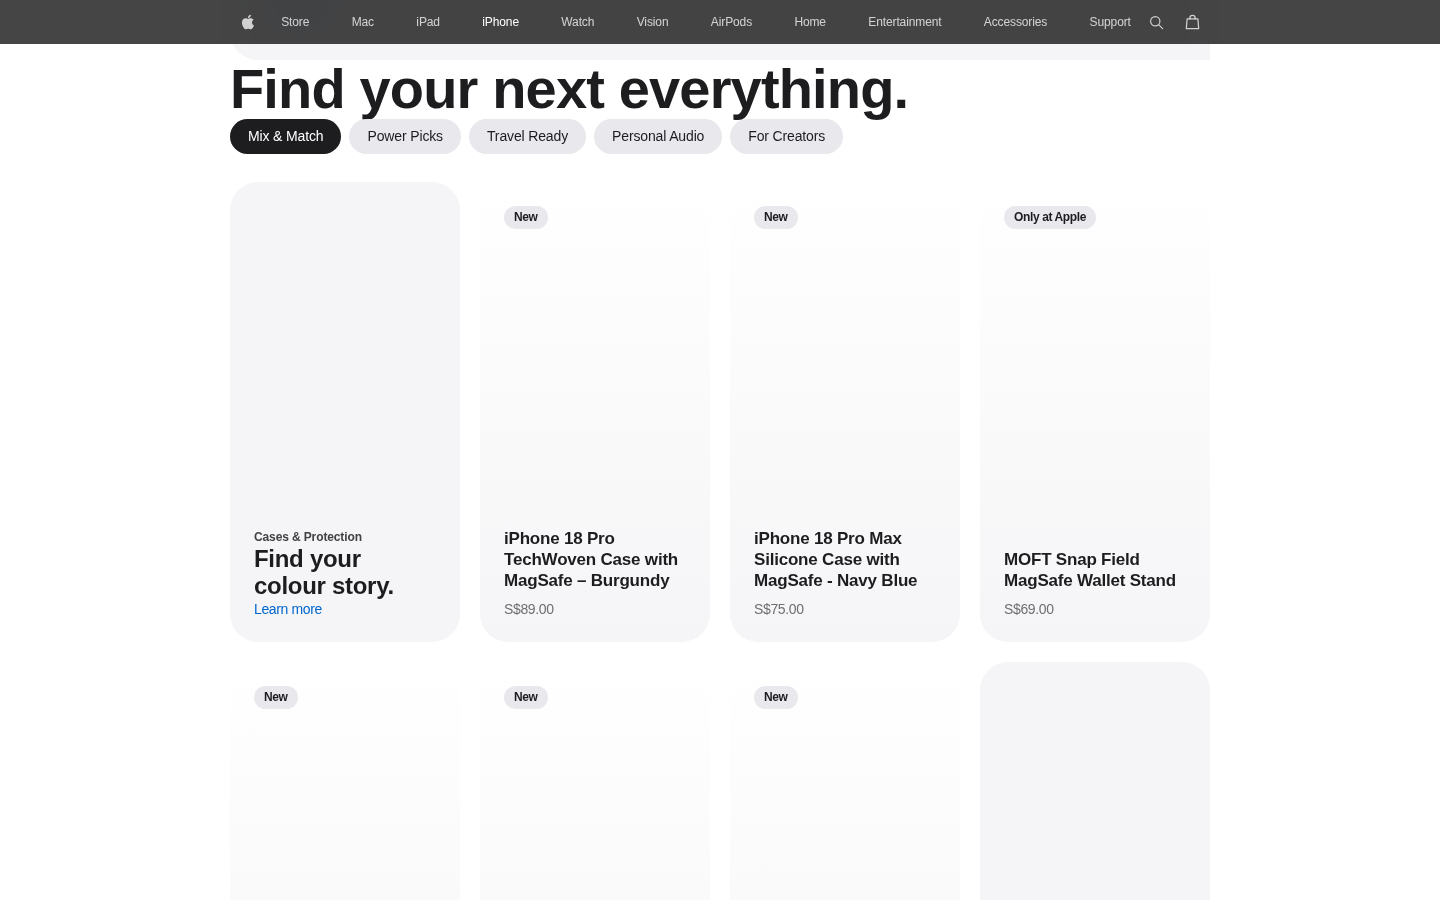 Store
Mac
iPad
iPhone
Watch
Vision
AirPods
Home
Entertainment
Accessories
Support
Find your next everything.
Mix & Match
Power Picks
Travel Ready
Personal Audio
For Creators
Cases & Protection
Find your
colour story.
Learn more
New
iPhone 18 Pro
TechWoven Case with
MagSafe – Burgundy
S$89.00
New
iPhone 18 Pro Max
Silicone Case with
MagSafe - Navy Blue
S$75.00
Only at Apple
MOFT Snap Field
MagSafe Wallet Stand
S$69.00
New
New
New